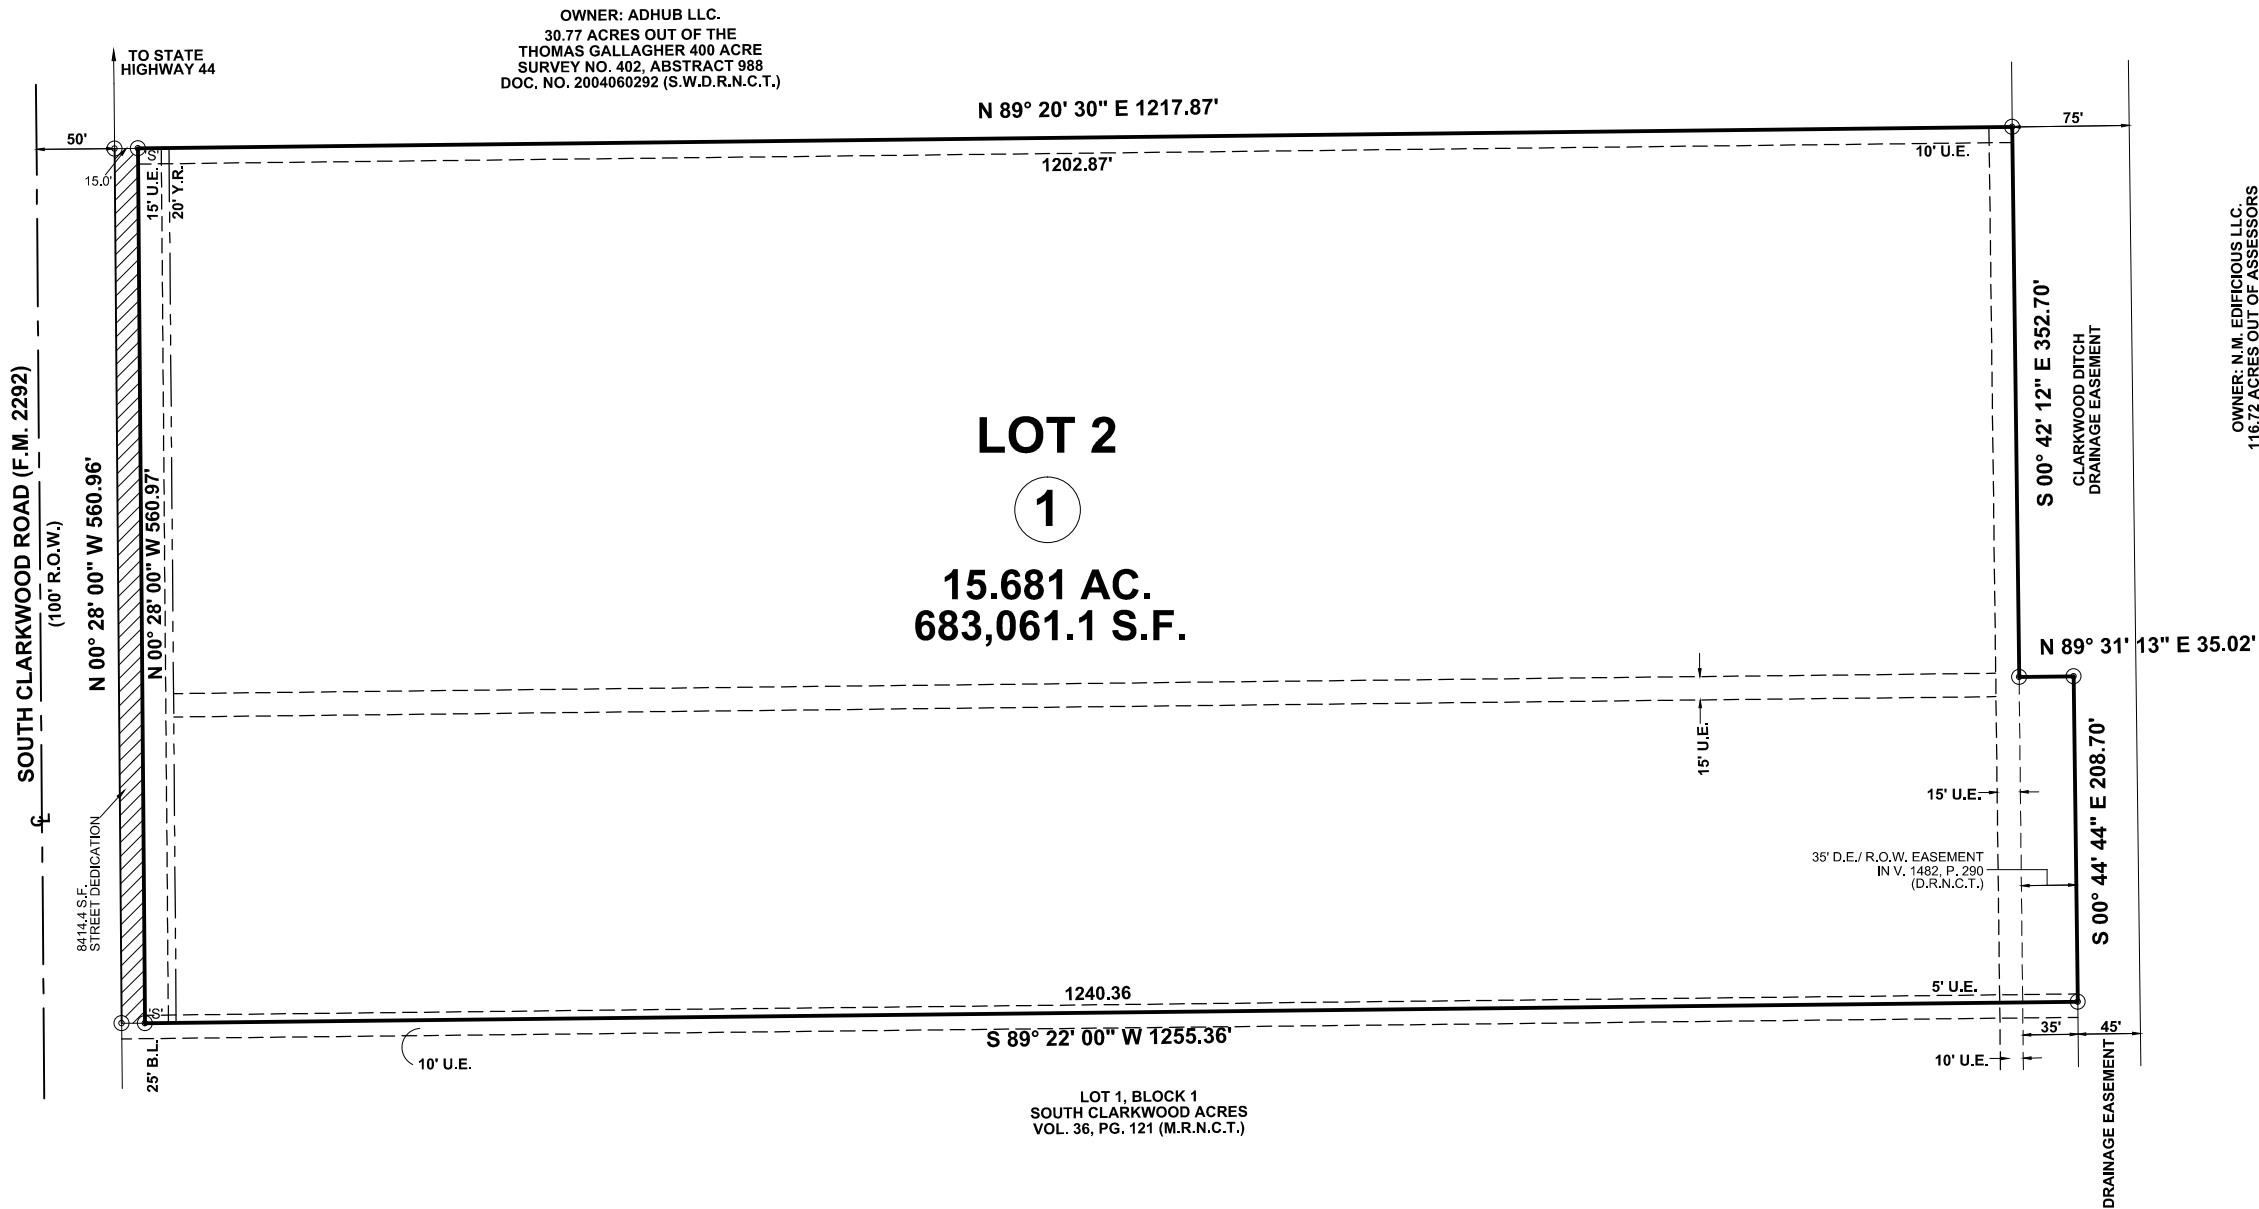 OWNER: ADHUB LLC.
30.77 ACRES OUT OF THE
THOMAS GALLAGHER 400 ACRE
SURVEY NO. 402, ABSTRACT 988
DOC. NO. 2004060292 (S.W.D.R.N.C.T.)
TO STATE
HIGHWAY 44
N 89° 20' 30" E 1217.87'
50'
75'
'S'
15.0'
1202.87'
10' U.E.
15' U.E.
20' Y.R.
OWNER: N.M. EDIFICIOUS LLC.
116.72 ACRES OUT OF ASSESSORS
S 00° 42' 12" E 352.70'
CLARKWOOD DITCH
DRAINAGE EASEMENT
SOUTH CLARKWOOD ROAD (F.M. 2292)
(100' R.O.W.)
N 00° 28' 00" W 560.96'
N 00° 28' 00" W 560.97'
LOT 2
1
15.681 AC.
683,061.1 S.F.
N 89° 31' 13" E 35.02'
15' U.E.
15' U.E.
S 00° 44' 44" E 208.70'
35' D.E./ R.O.W. EASEMENT
IN V. 1482, P. 290
(D.R.N.C.T.)
℄
8414.4 S.F.
STREET DEDICATION
1240.36
5' U.E.
'S'
S 89° 22' 00" W 1255.36'
35'
45'
25' B.L.
10' U.E.
10' U.E.
DRAINAGE EASEMENT
LOT 1, BLOCK 1
SOUTH CLARKWOOD ACRES
VOL. 36, PG. 121 (M.R.N.C.T.)